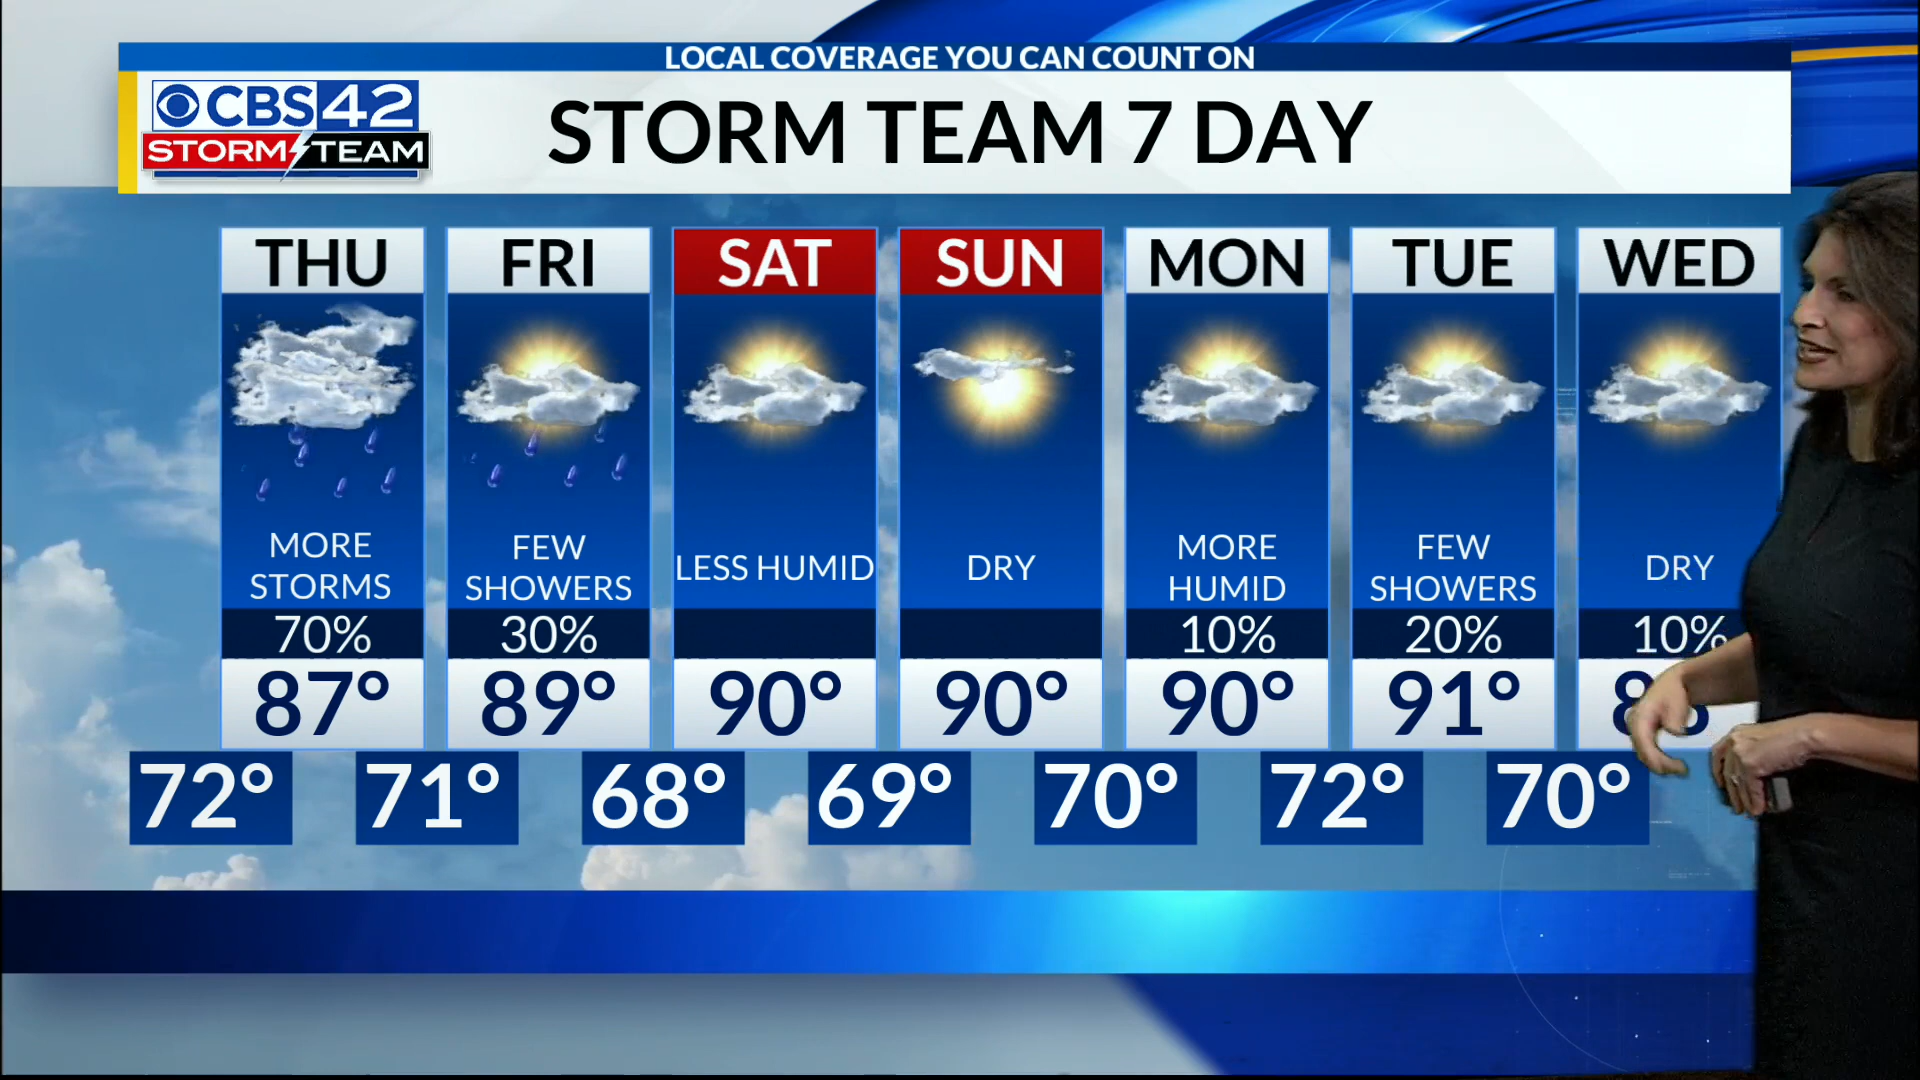 LOCAL COVERAGE YOU CAN COUNT ON
CBS 42
STORM TEAM
STORM TEAM 7 DAY
THU FRI SAT SUN MON TUE WED
MORE STORMS
FEW SHOWERS
LESS HUMID
DRY
MORE HUMID
FEW SHOWERS
DRY
70% 30% 10% 20% 10%
87° 89° 90° 90° 90° 91°
72° 71° 68° 69° 70° 72° 70°